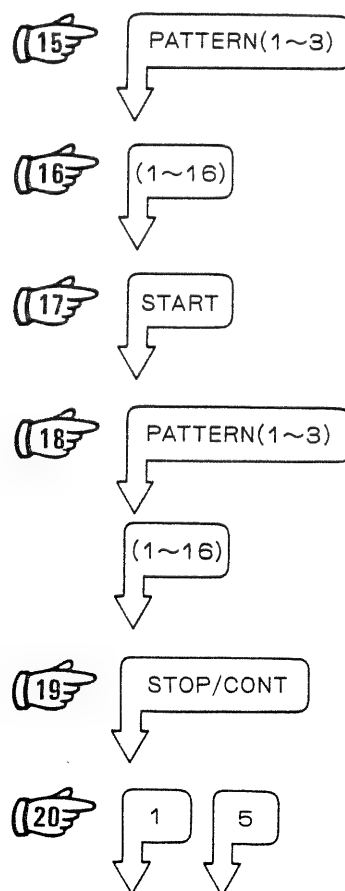 15 PATTERN(1~3)
16 (1~16)
17 START
18 PATTERN(1~3)
(1~16)
19 STOP/CONT
20 1 5